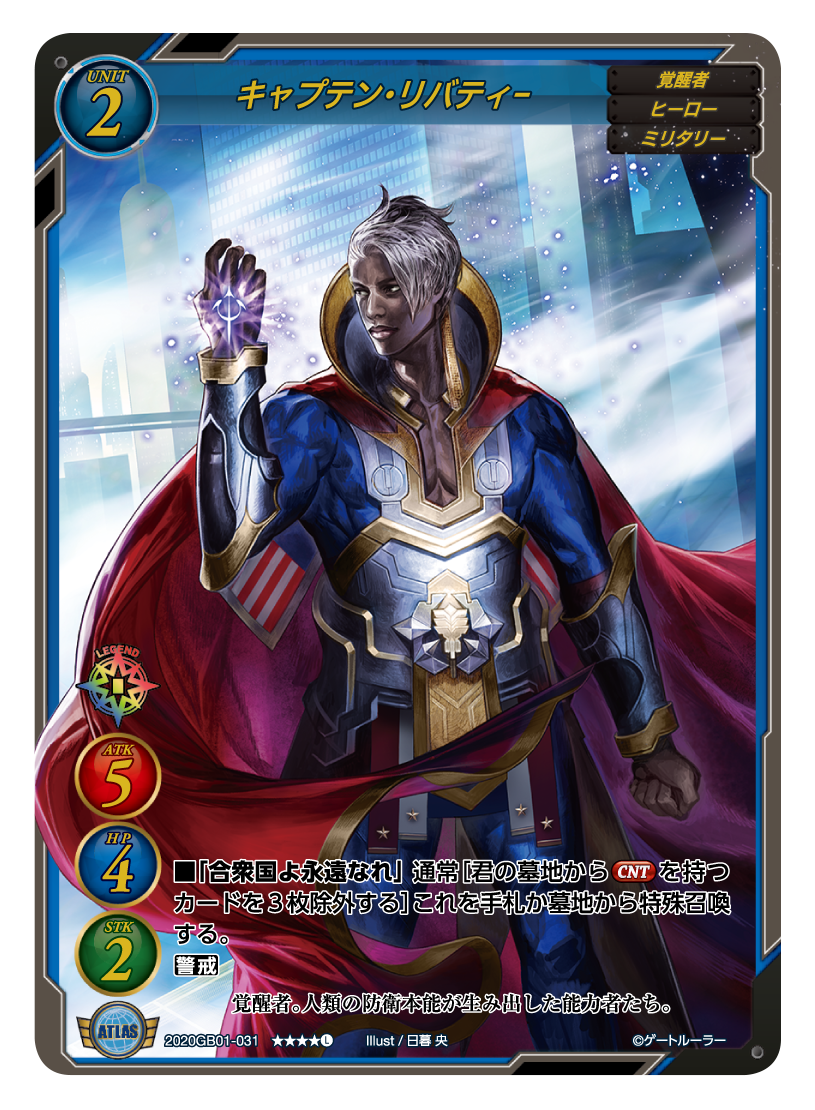 UNIT
2
キャプテン・リバティー
覚醒者
ヒーロー
ミリタリー
LEGEND
ATK
5
HP
4
STK
2
■「合衆国よ永遠なれ」 通常[君の墓地から CNT を持つ
カードを3枚除外する]これを手札か墓地から特殊召喚
する。
警戒
覚醒者。人類の防衛本能が生み出した能力者たち。
ATLAS
2020GB01-031 ★★★★L Illust / 日暮 央 ©ゲートルーラー